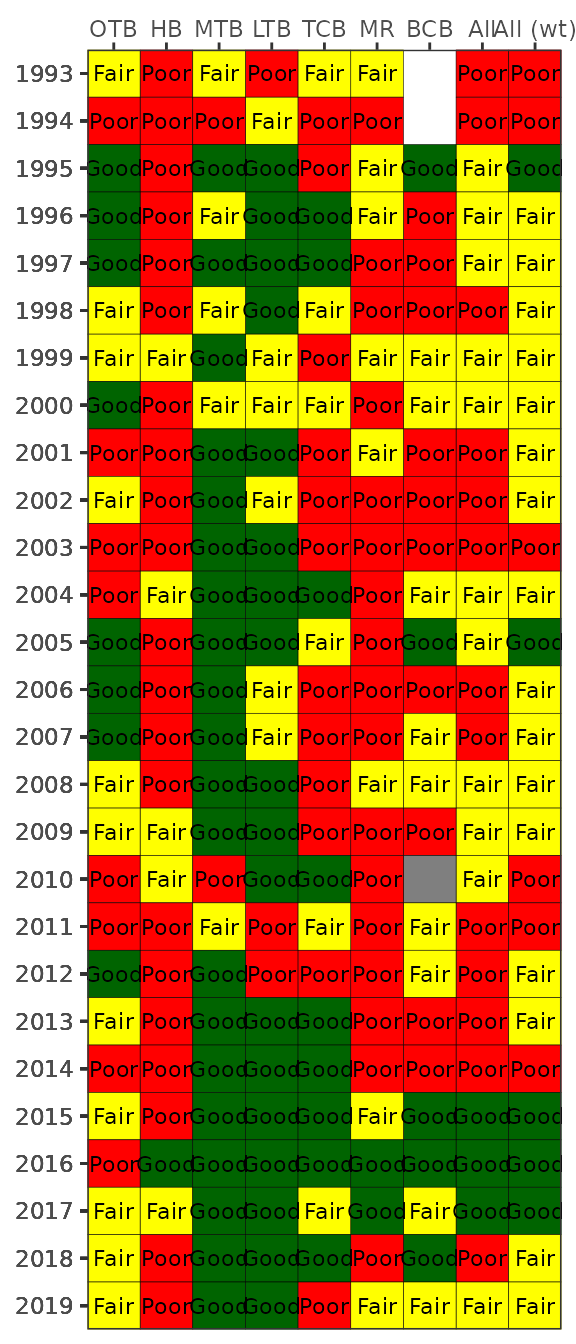 OTB HB MTB LTB TCB MR BCB All All (wt)
1993 Fair Poor Fair Poor Fair Fair Poor Poor
1994 Poor Poor Poor Fair Poor Poor Poor Poor
1995 Good Poor Good Good Poor Fair Good Fair Good
1996 Good Poor Fair Good Good Fair Poor Fair Fair
1997 Good Poor Good Good Good Poor Poor Fair Fair
1998 Fair Poor Fair Good Fair Poor Poor Poor Fair
1999 Fair Fair Good Fair Poor Fair Fair Fair Fair
2000 Good Poor Fair Fair Fair Poor Fair Fair Fair
2001 Poor Poor Good Good Poor Fair Poor Poor Fair
2002 Fair Poor Good Fair Poor Poor Poor Poor Fair
2003 Poor Poor Good Good Poor Poor Poor Poor Poor
2004 Poor Fair Good Good Good Poor Fair Fair Fair
2005 Good Poor Good Good Fair Poor Good Fair Good
2006 Good Poor Good Fair Poor Poor Poor Poor Fair
2007 Good Poor Good Fair Poor Poor Fair Poor Fair
2008 Fair Poor Good Good Poor Fair Fair Fair Fair
2009 Fair Fair Good Good Poor Poor Poor Fair Fair
2010 Poor Fair Poor Good Good Poor Fair Poor
2011 Poor Poor Fair Poor Fair Poor Fair Poor Poor
2012 Good Poor Good Poor Poor Poor Fair Poor Fair
2013 Fair Poor Good Good Good Poor Poor Poor Fair
2014 Poor Poor Good Good Good Poor Poor Poor Poor
2015 Fair Poor Good Good Good Fair Good Good Good
2016 Poor Good Good Good Good Good Good Good Good
2017 Fair Fair Good Good Fair Good Fair Good Good
2018 Fair Poor Good Good Good Poor Good Poor Fair
2019 Fair Poor Good Good Poor Fair Fair Fair Fair